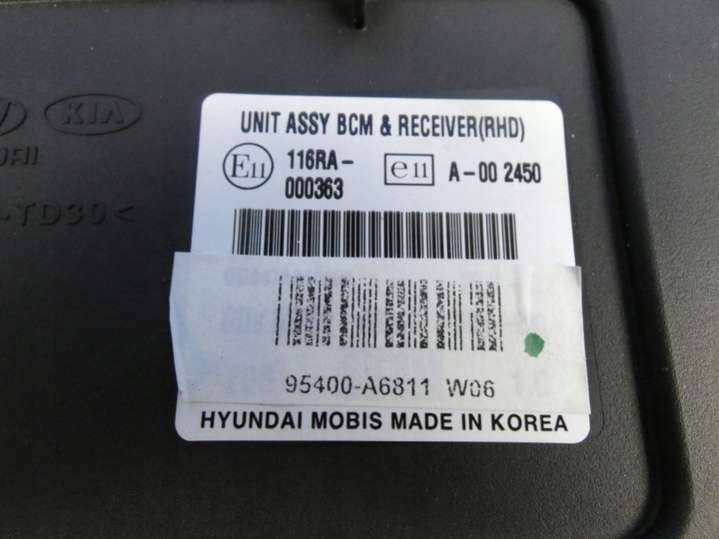 KIA
-TD30<
UNIT ASSY BCM & RECEIVER(RHD)
E11 116RA-
000363
e11 A-00 2450
95400-A6811 W06
HYUNDAI MOBIS MADE IN KOREA